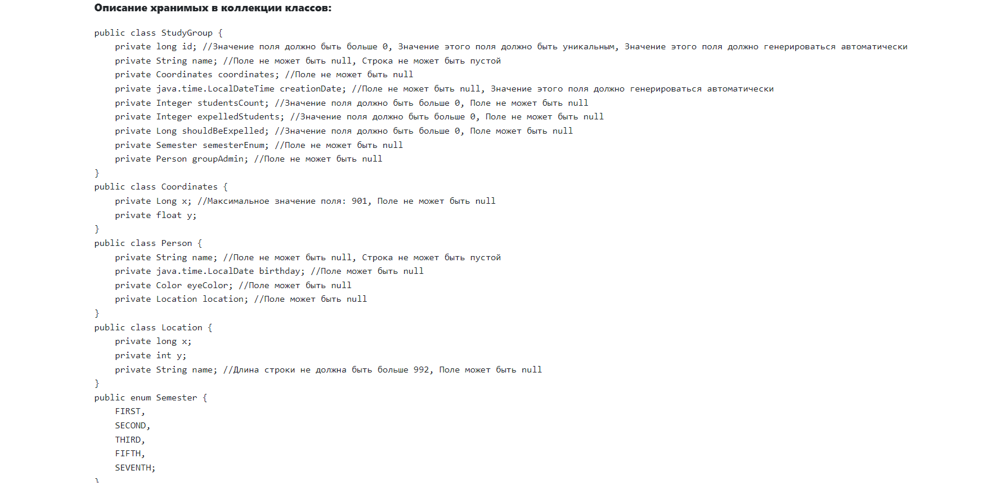 Описание хранимых в коллекции классов:
public class StudyGroup {
    private long id; //Значение поля должно быть больше 0, Значение этого поля должно быть уникальным, Значение этого поля должно генерироваться автоматически
    private String name; //Поле не может быть null, Строка не может быть пустой
    private Coordinates coordinates; //Поле не может быть null
    private java.time.LocalDateTime creationDate; //Поле не может быть null, Значение этого поля должно генерироваться автоматически
    private Integer studentsCount; //Значение поля должно быть больше 0, Поле не может быть null
    private Integer expelledStudents; //Значение поля должно быть больше 0, Поле не может быть null
    private Long shouldBeExpelled; //Значение поля должно быть больше 0, Поле может быть null
    private Semester semesterEnum; //Поле не может быть null
    private Person groupAdmin; //Поле не может быть null
}
public class Coordinates {
    private Long x; //Максимальное значение поля: 901, Поле не может быть null
    private float y;
}
public class Person {
    private String name; //Поле не может быть null, Строка не может быть пустой
    private java.time.LocalDate birthday; //Поле может быть null
    private Color eyeColor; //Поле может быть null
    private Location location; //Поле может быть null
}
public class Location {
    private long x;
    private int y;
    private String name; //Длина строки не должна быть больше 992, Поле может быть null
}
public enum Semester {
    FIRST,
    SECOND,
    THIRD,
    FIFTH,
    SEVENTH;
}